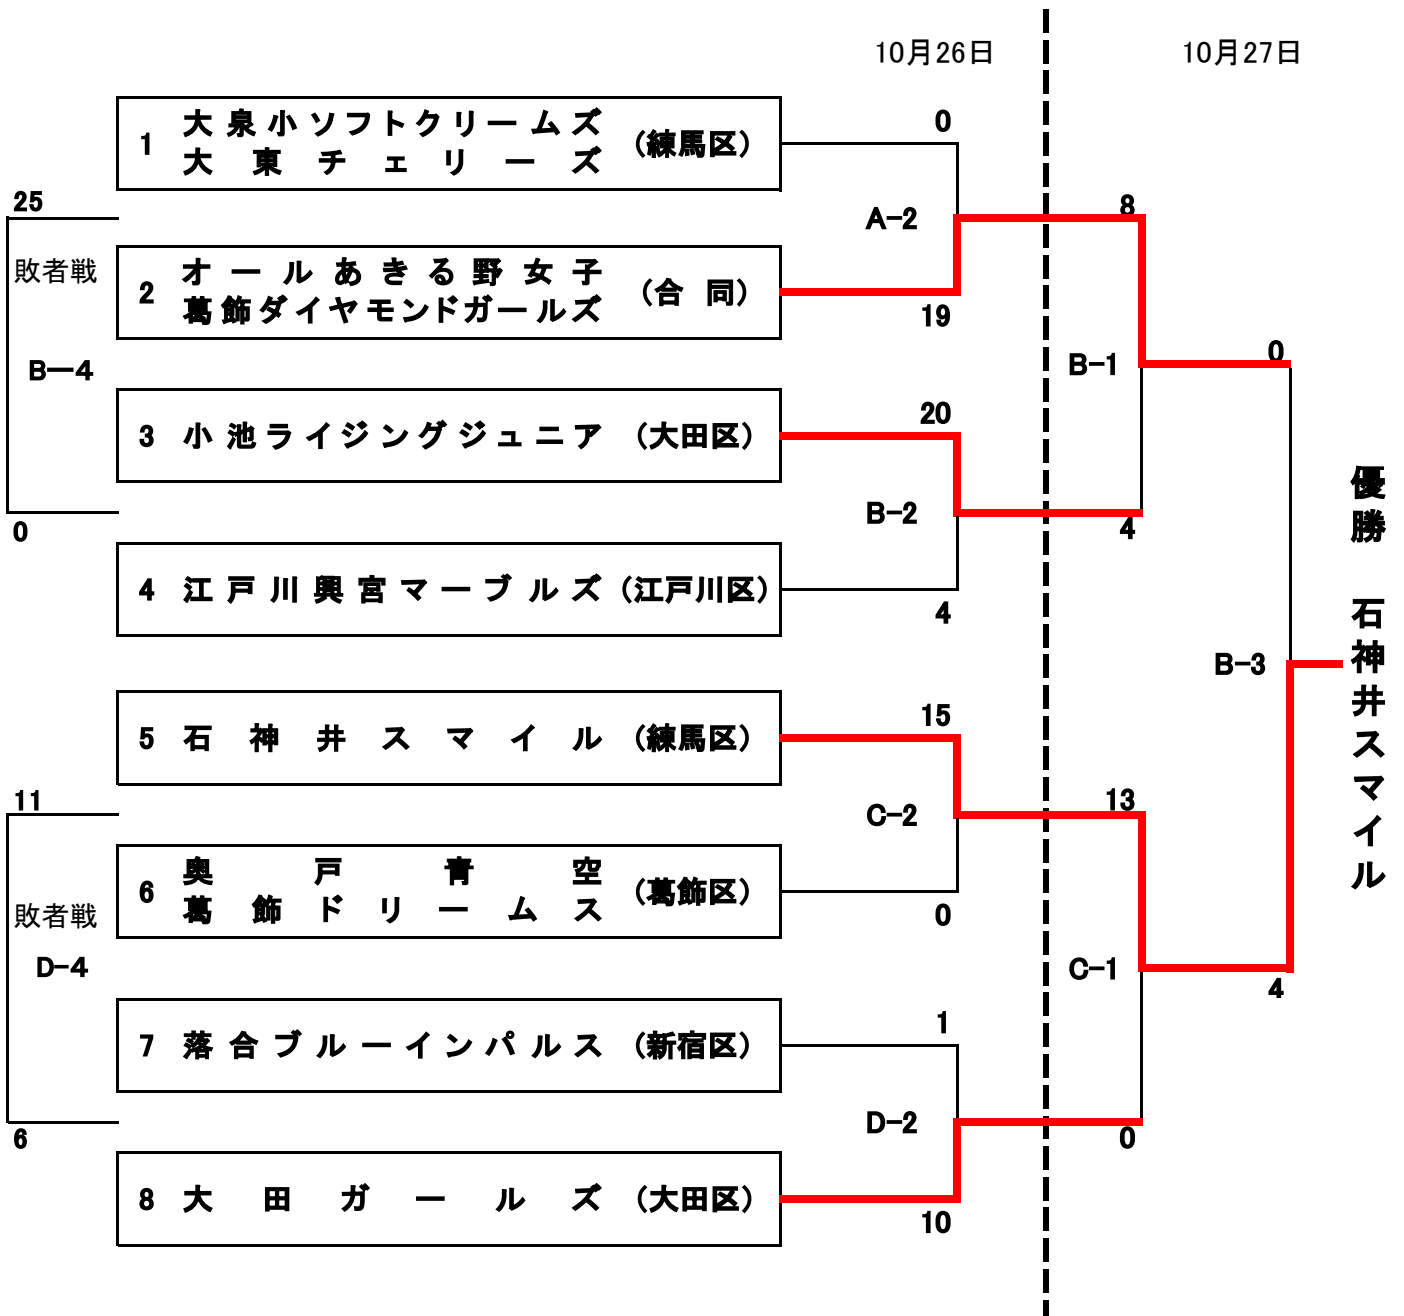 10月26日
10月27日
1 大泉小ソフトクリームズ
大東チェリーズ
(練馬区)
0
25
A-2
8
敗者戦
2 オールあきる野女子
葛飾ダイヤモンドガールズ
(合同)
19
B-1
0
B-4
3 小池ライジングジュニア (大田区)
20
B-2
4
0
4 江戸川興宮マーブルズ (江戸川区)
4
B-3
優勝 石神井スマイル
5 石神井スマイル (練馬区)
15
11
C-2
13
6 奥戸青空
葛飾ドリームス
(葛飾区)
0
敗者戦
D-4
C-1
4
7 落合ブルーインパルス (新宿区)
1
D-2
0
6
8 大田ガールズ (大田区)
10